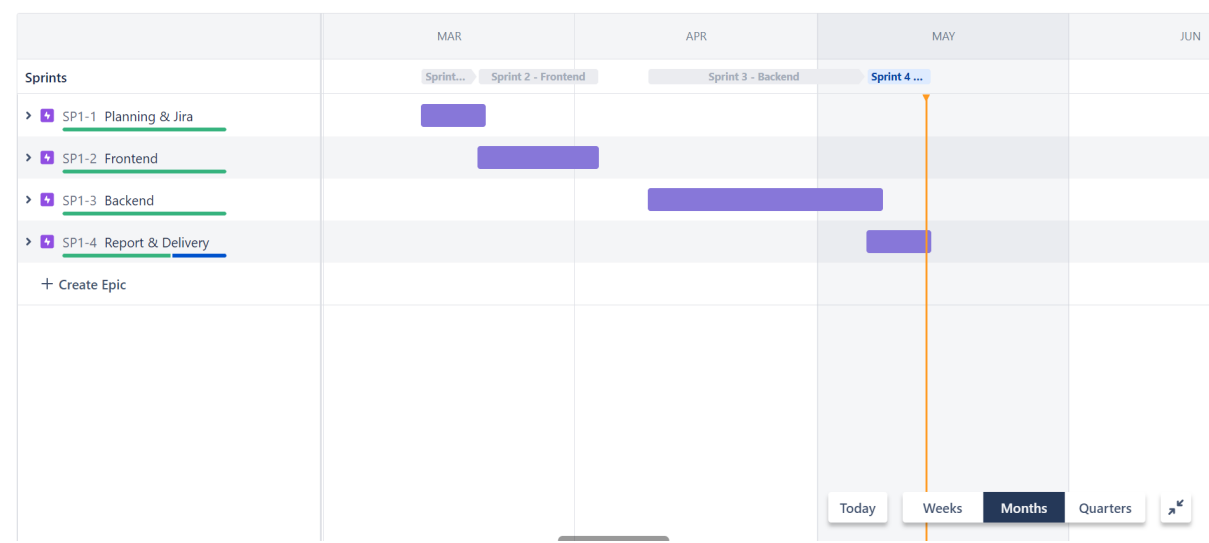 MAR APR MAY JUN
Sprints Sprint... Sprint 2 - Frontend Sprint 3 - Backend Sprint 4 ...
SP1-1 Planning & Jira
SP1-2 Frontend
SP1-3 Backend
SP1-4 Report & Delivery
+ Create Epic
Today Weeks Months Quarters